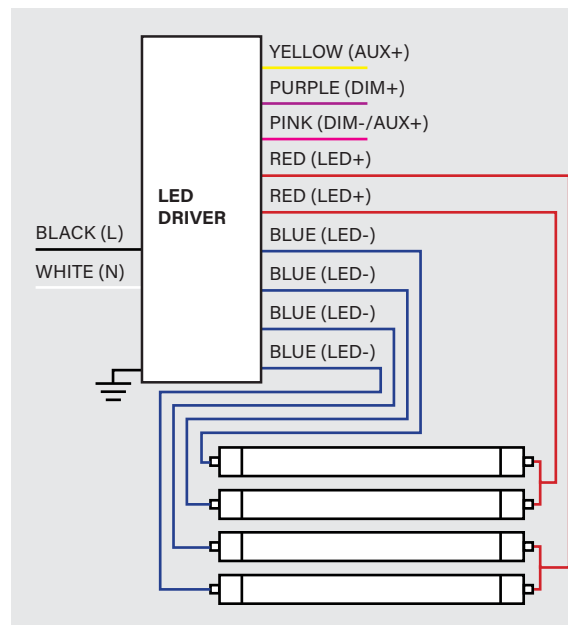 YELLOW (AUX+)
PURPLE (DIM+)
PINK (DIM-/AUX+)
RED (LED+)
LED
DRIVER
RED (LED+)
BLACK (L)
BLUE (LED-)
WHITE (N)
BLUE (LED-)
BLUE (LED-)
BLUE (LED-)